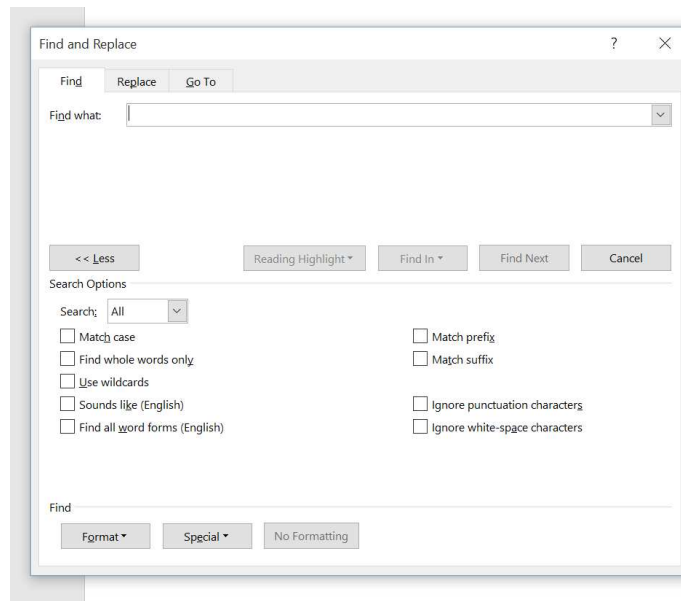 Find and Replace ? ×
Find Replace Go To
Find what:
<< Less Reading Highlight Find In Find Next Cancel
Search Options
Search: All
Match case Match prefix
Find whole words only Match suffix
Use wildcards
Sounds like (English) Ignore punctuation characters
Find all word forms (English) Ignore white-space characters
Find
Format Special No Formatting